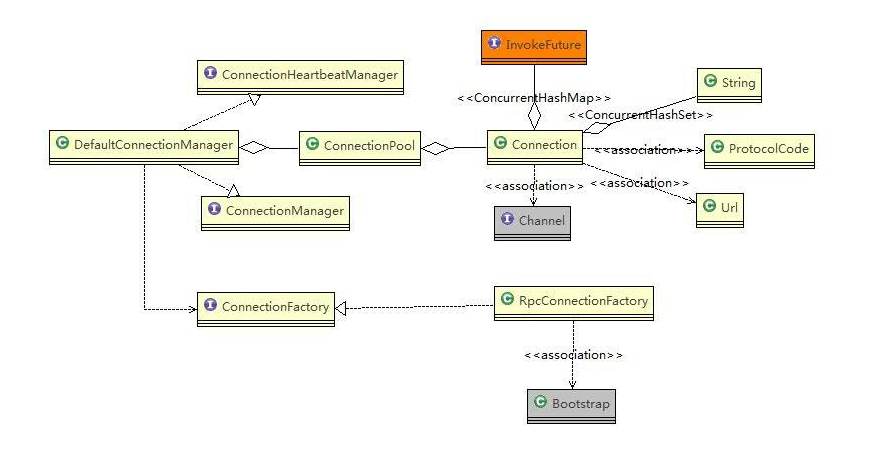 I InvokeFuture
I ConnectionHeartbeatManager
<<ConcurrentHashMap>>
C String
<<ConcurrentHashSet>>
C DefaultConnectionManager
C ConnectionPool
C Connection
<<association>>
C ProtocolCode
<<association>>
<<association>>
I ConnectionManager
I Channel
C Url
I ConnectionFactory
C RpcConnectionFactory
<<association>>
C Bootstrap